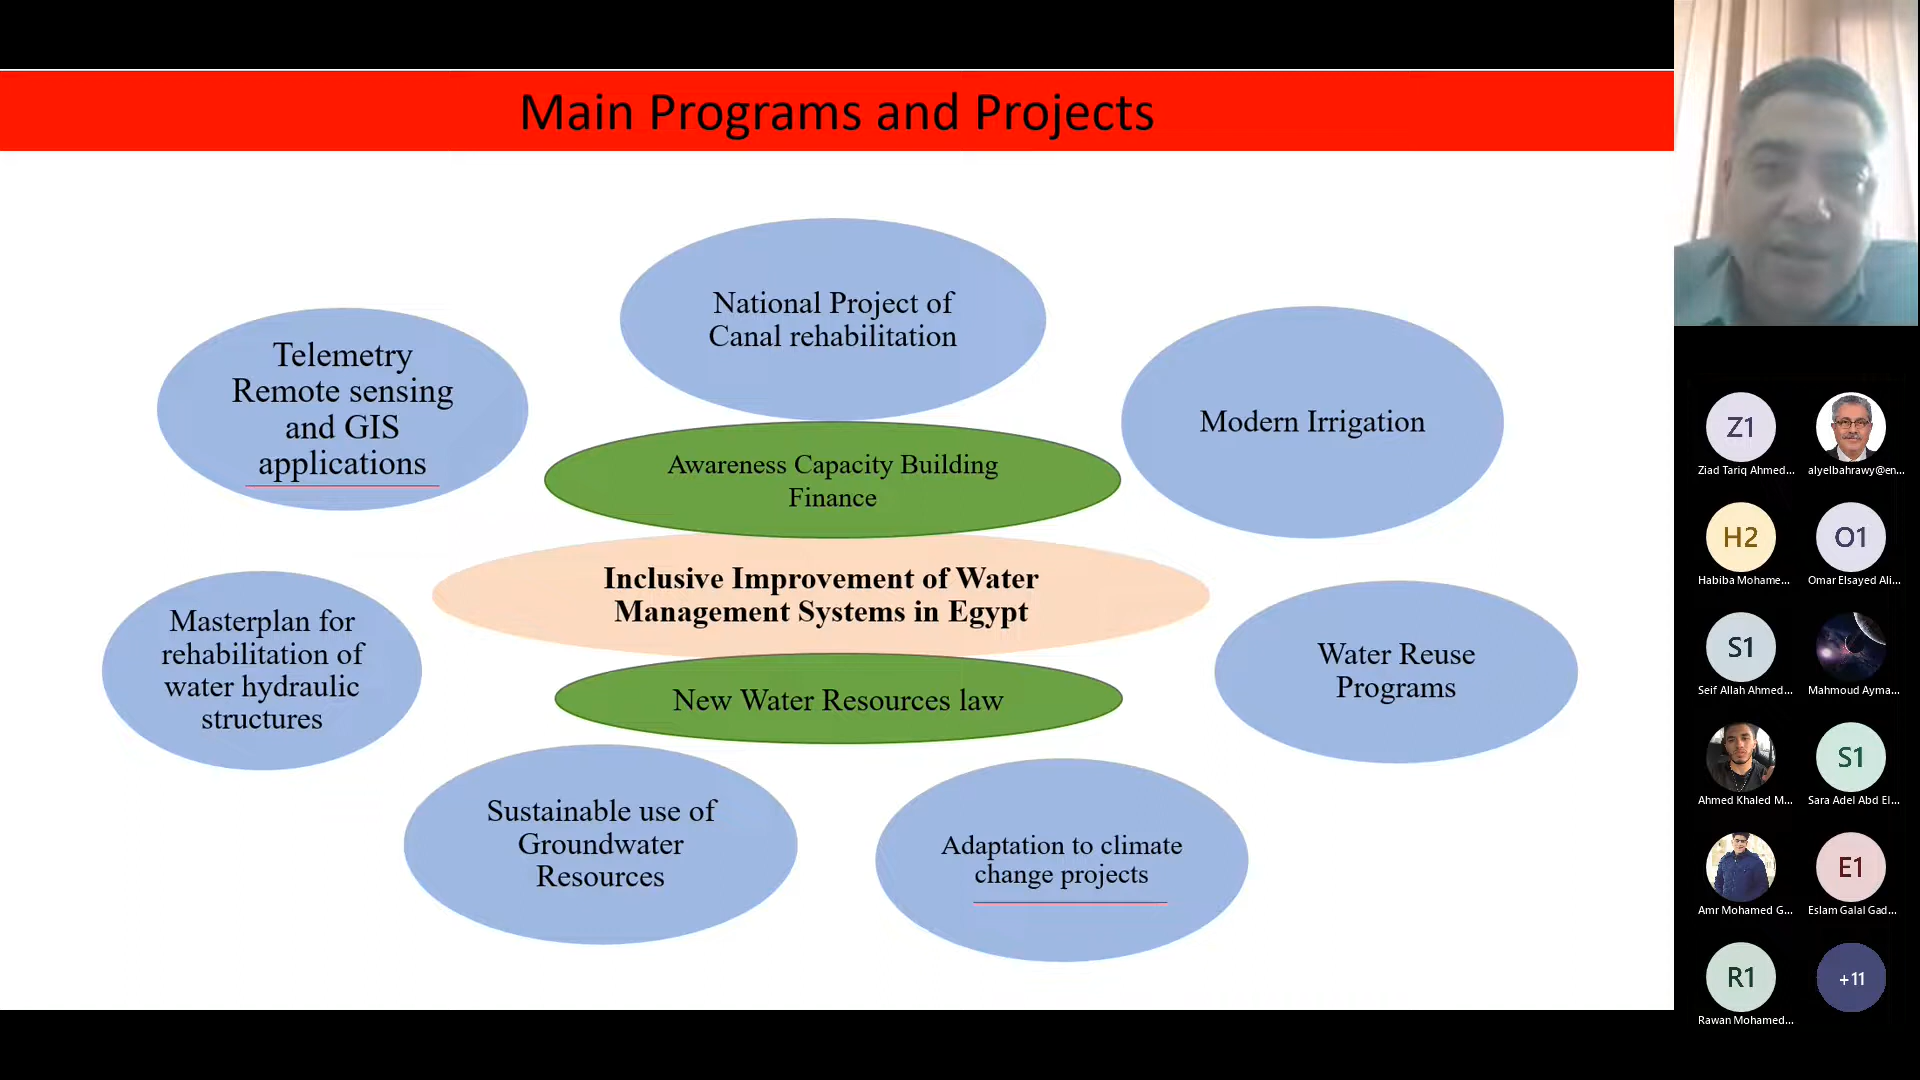 Main Programs and Projects
National Project of
Canal rehabilitation
Telemetry
Remote sensing
and GIS
applications
Modern Irrigation
Awareness Capacity Building
Finance
Inclusive Improvement of Water
Management Systems in Egypt
Masterplan for
rehabilitation of
water hydraulic
structures
Water Reuse
Programs
New Water Resources law
Sustainable use of
Groundwater
Resources
Adaptation to climate
change projects
Z1
Ziad Tariq Ahmed...
alyelbahrawy@en...
H2
Habiba Mohame...
O1
Omar Elsayed Ali...
S1
Seif Allah Ahmed...
Mahmoud Ayma...
Ahmed Khaled M...
S1
Sara Adel Abd El...
Amr Mohamed G...
E1
Eslam Galal Gad...
R1
Rawan Mohamed...
+11